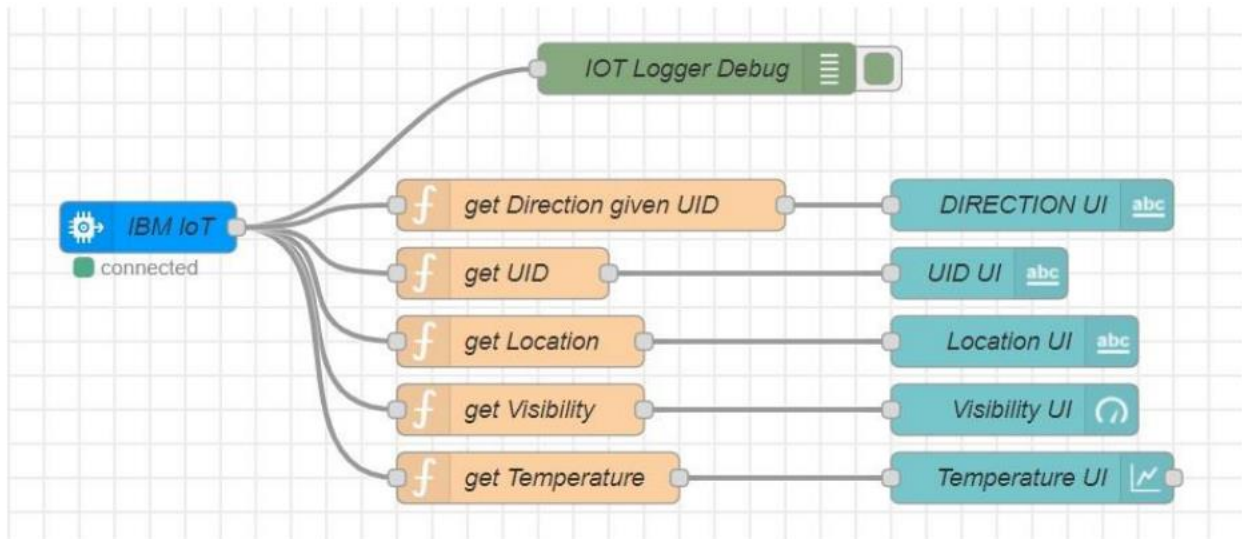 IOT Logger Debug
get Direction given UID
DIRECTION UI abc
IBM IoT
connected
get UID
UID UI abc
get Location
Location UI abc
get Visibility
Visibility UI
get Temperature
Temperature UI